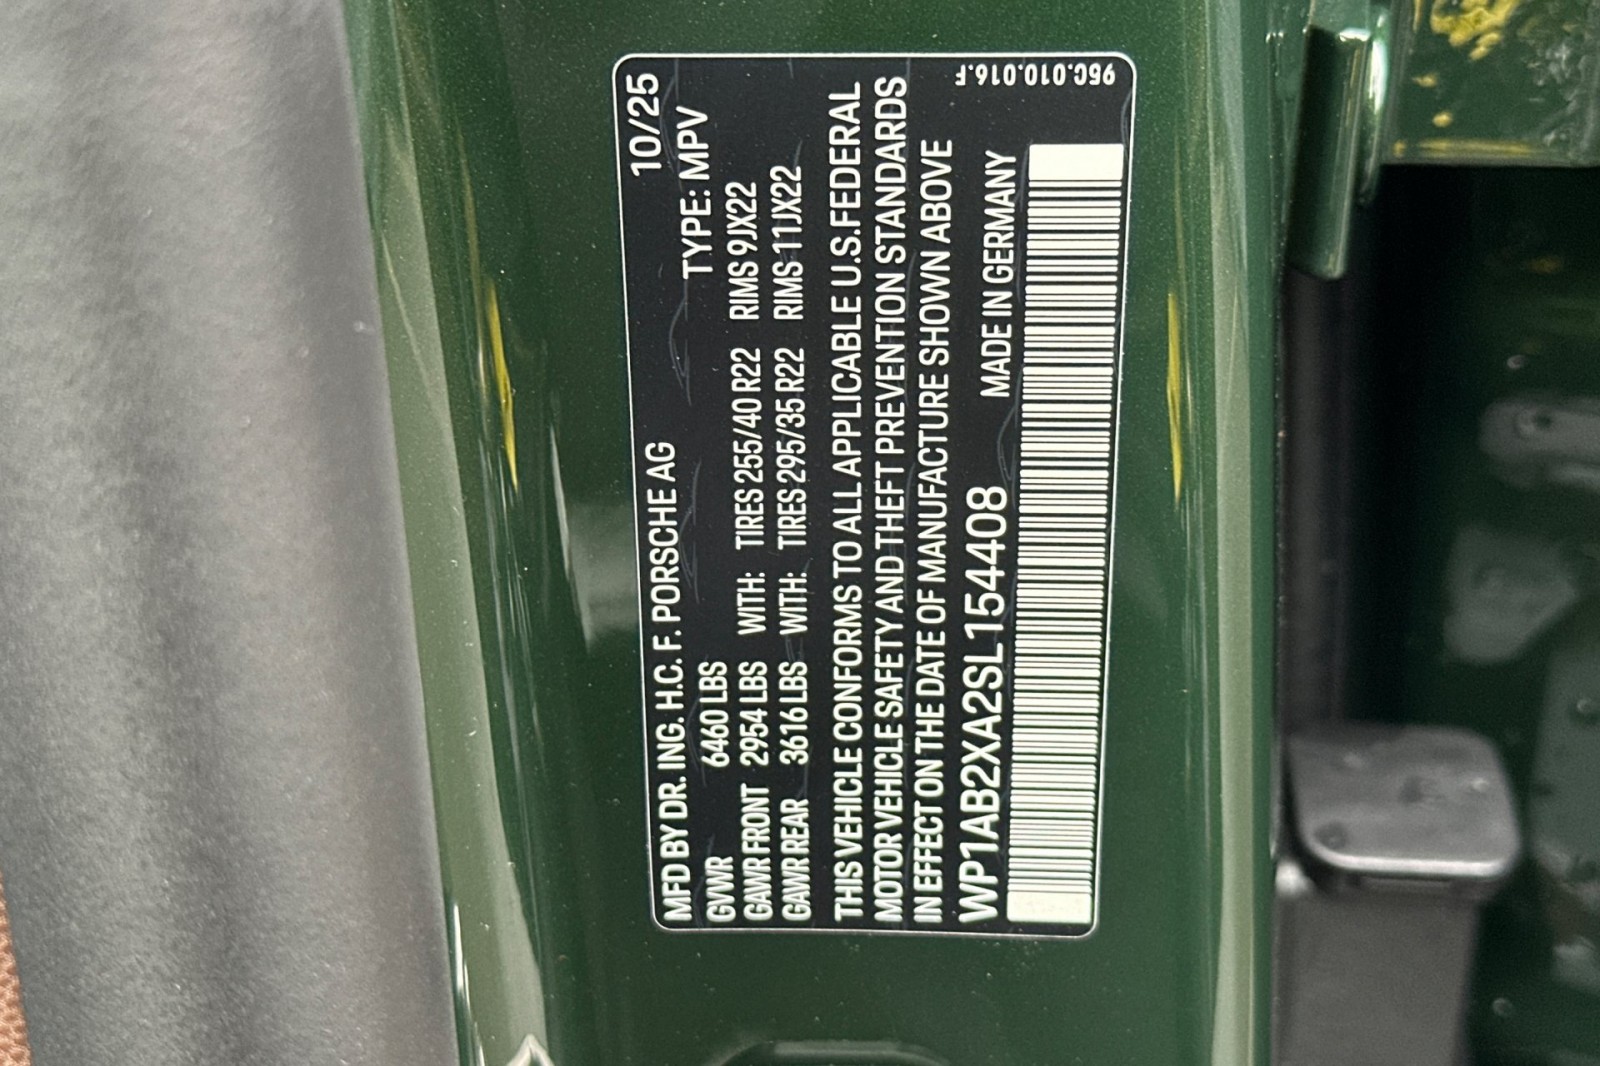 10/25
MFD BY DR. ING. H.C. F. PORSCHE AG
GVWR 6460 LBS TYPE: MPV
GAWR FRONT 2954 LBS WITH: TIRES 255/40 R22 RIMS 9JX22
GAWR REAR 3616 LBS WITH: TIRES 295/35 R22 RIMS 11JX22
THIS VEHICLE CONFORMS TO ALL APPLICABLE U.S.FEDERAL
MOTOR VEHICLE SAFETY AND THEFT PREVENTION STANDARDS
IN EFFECT ON THE DATE OF MANUFACTURE SHOWN ABOVE
WP1AB2XA2SL154408 MADE IN GERMANY
95C.010.016.F